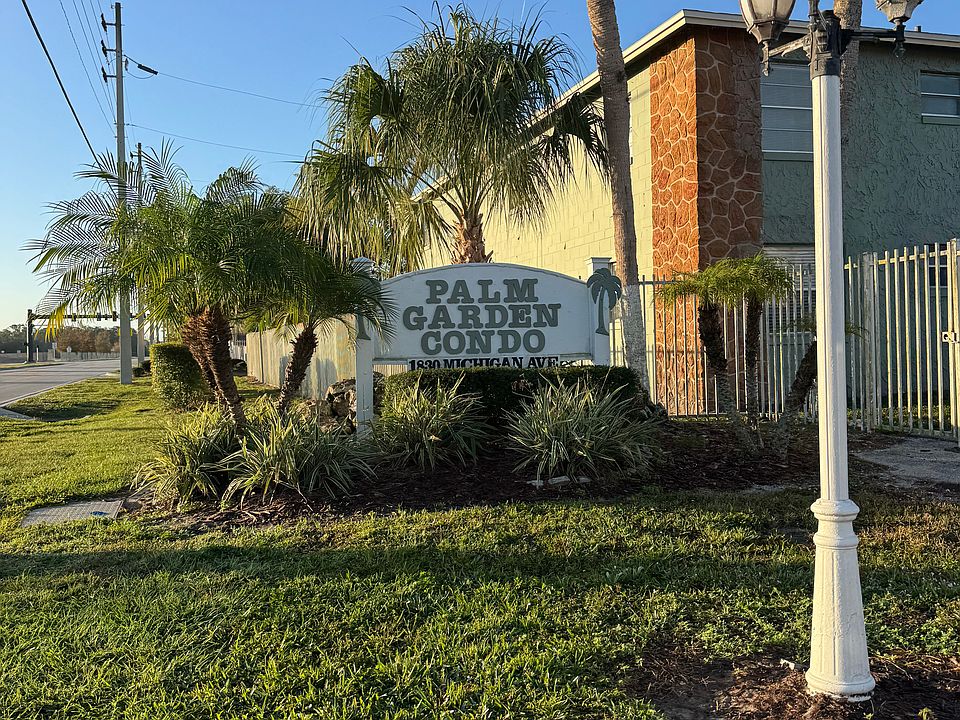 PALM
GARDEN
CONDO
1830 MICHIGAN AVE